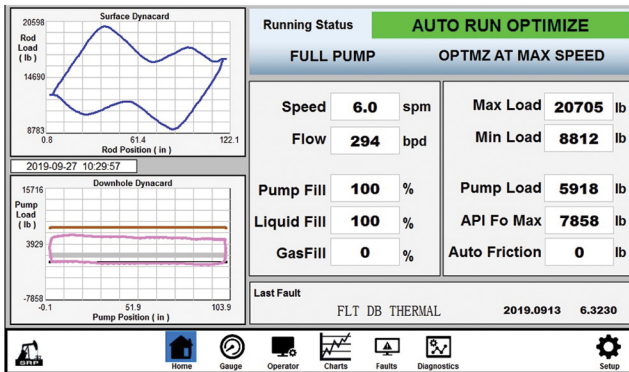 Surface Dynacard
20598
Rod
Load
( lb )
14690
8783
0.8 61.4 122.1
Rod Position ( in )
2019-09-27 10:29:57
Downhole Dynacard
15716
Pump
Load
( lb )
3929
-7858
-0.1 51.9 103.9
Pump Position ( in )
Running Status AUTO RUN OPTIMIZE
FULL PUMP OPTMZ AT MAX SPEED
Speed 6.0 spm
Flow 294 bpd
Pump Fill 100 %
Liquid Fill 100 %
GasFill 0 %
Max Load 20705 lb
Min Load 8812 lb
Pump Load 5918 lb
API Fo Max 7858 lb
Auto Friction 0 lb
Last Fault
FLT DB THERMAL 2019.0913 6.3230
SRP
Home Gauge Operator Charts Faults Diagnostics Setup